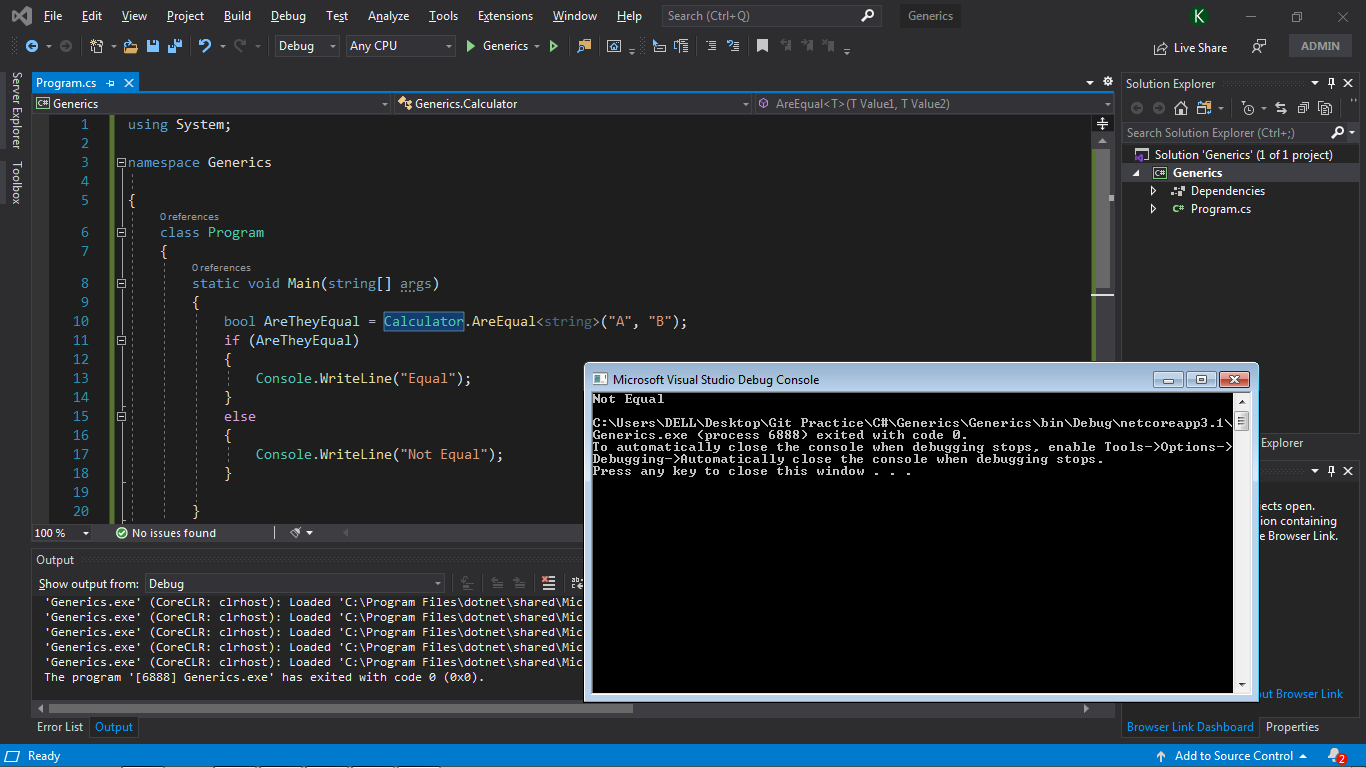 File Edit View Project Build Debug Test Analyze Tools Extensions Window Help Search (Ctrl+Q) Generics K
Debug Any CPU Generics Live Share ADMIN
Server Explorer
Toolbox
Program.cs
Generics Generics.Calculator AreEqual<T>(T Value1, T Value2)
1 using System;
2
3 namespace Generics
4
5 {
0 references
6 class Program
7 {
0 references
8 static void Main(string[] args)
9 {
10 bool AreTheyEqual = Calculator.AreEqual<string>("A", "B");
11 if (AreTheyEqual)
12 {
13 Console.WriteLine("Equal");
14 }
15 else
16 {
17 Console.WriteLine("Not Equal");
18 }
19
20 }
100 % No issues found
Output
Show output from: Debug
'Generics.exe' (CoreCLR: clrhost): Loaded 'C:\Program Files\dotnet\shared\Mic
'Generics.exe' (CoreCLR: clrhost): Loaded 'C:\Program Files\dotnet\shared\Mic
'Generics.exe' (CoreCLR: clrhost): Loaded 'C:\Program Files\dotnet\shared\Mic
'Generics.exe' (CoreCLR: clrhost): Loaded 'C:\Program Files\dotnet\shared\Mic
'Generics.exe' (CoreCLR: clrhost): Loaded 'C:\Program Files\dotnet\shared\Mic
The program '[6888] Generics.exe' has exited with code 0 (0x0).
Error List Output
Microsoft Visual Studio Debug Console
Not Equal
C:\Users\DELL\Desktop\Git Practice\C#\Generics\Generics\bin\Debug\netcoreapp3.1\
Generics.exe (process 6888) exited with code 0.
To automatically close the console when debugging stops, enable Tools->Options->
Debugging->Automatically close the console when debugging stops.
Press any key to close this window . . .
Solution Explorer
Search Solution Explorer (Ctrl+;)
Solution 'Generics' (1 of 1 project)
C# Generics
Dependencies
C# Program.cs
Explorer
ects open.
ion containing
e Browser Link.
out Browser Link
Browser Link Dashboard Properties
Ready Add to Source Control 2